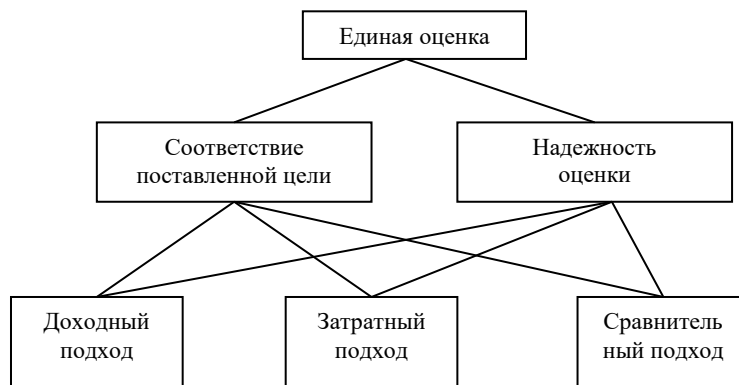 Единая оценка
Соответствие
поставленной цели
Надежность
оценки
Доходный
подход
Затратный
подход
Сравнитель
ный подход